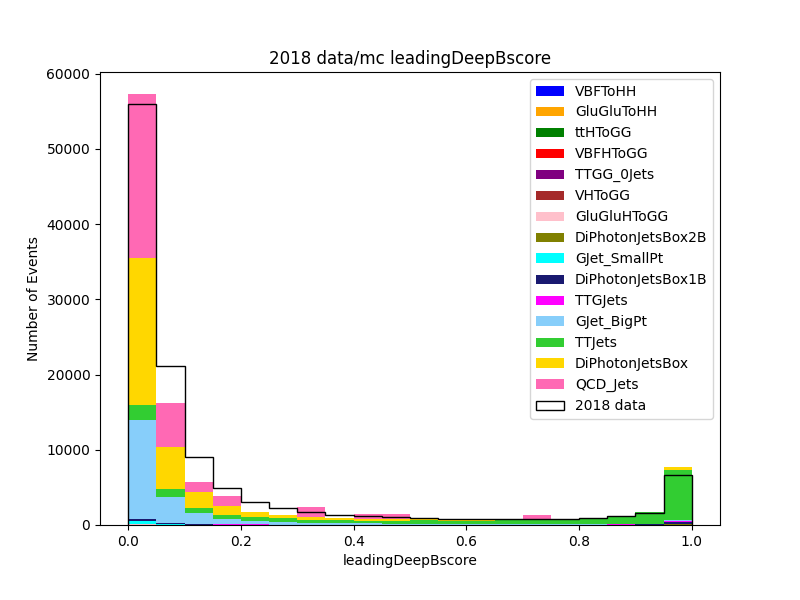 2018 data/mc leadingDeepBscore
Number of Events
60000
50000
40000
30000
20000
10000
0
0.0 0.2 0.4 0.6 0.8 1.0
leadingDeepBscore
VBFToHH
GluGluToHH
ttHToGG
VBFHToGG
TTGG_0Jets
VHToGG
GluGluHToGG
DiPhotonJetsBox2B
GJet_SmallPt
DiPhotonJetsBox1B
TTGJets
GJet_BigPt
TTJets
DiPhotonJetsBox
QCD_Jets
2018 data